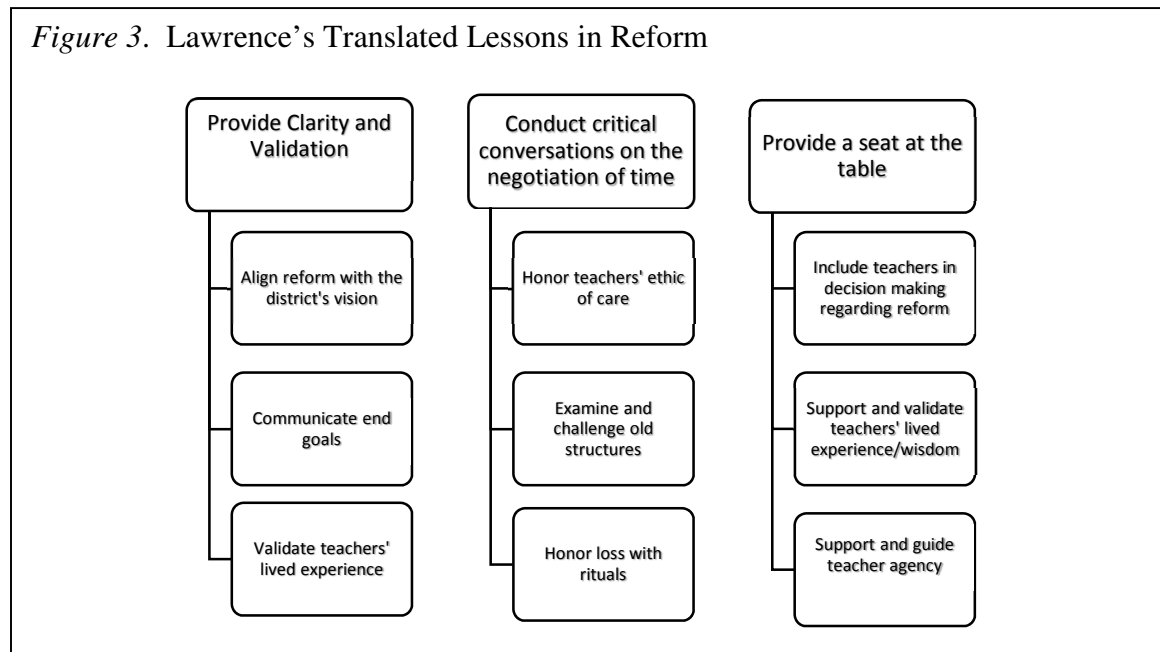 Figure 3. Lawrence's Translated Lessons in Reform
Provide Clarity and
Validation
Align reform with the
district's vision
Communicate end
goals
Validate teachers'
lived experience
Conduct critical
conversations on the
negotiation of time
Honor teachers' ethic
of care
Examine and
challenge old
structures
Honor loss with
rituals
Provide a seat at the
table
Include teachers in
decision making
regarding reform
Support and validate
teachers' lived
experience/wisdom
Support and guide
teacher agency